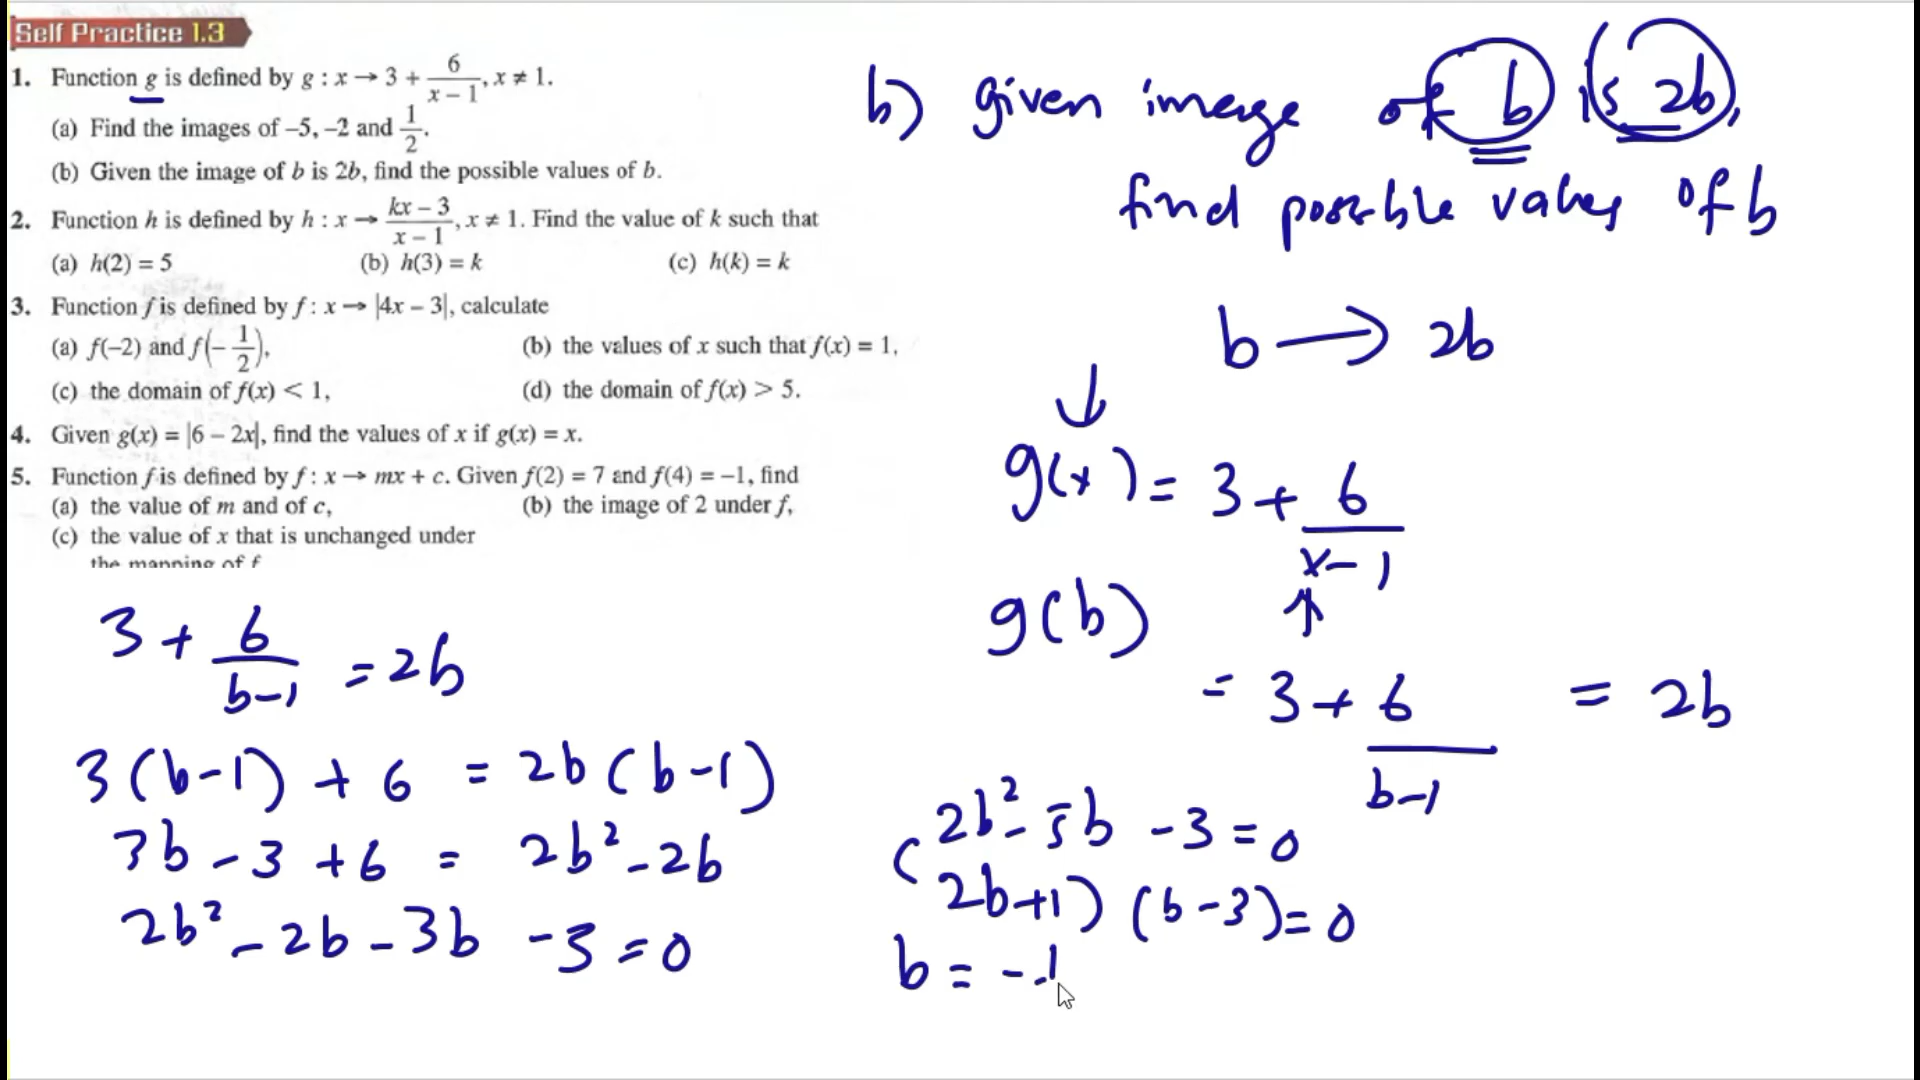 Self Practice 1.3
1. Function g is defined by g : x → 3 + 6/(x − 1), x ≠ 1.
(a) Find the images of –5, –2 and 1/2.
(b) Given the image of b is 2b, find the possible values of b.
2. Function h is defined by h : x → (kx − 3)/(x − 1), x ≠ 1. Find the value of k such that
(a) h(2) = 5 (b) h(3) = k (c) h(k) = k
3. Function f is defined by f : x → |4x – 3|, calculate
(a) f(–2) and f(–1/2), (b) the values of x such that f(x) = 1,
(c) the domain of f(x) < 1, (d) the domain of f(x) > 5.
4. Given g(x) = |6 – 2x|, find the values of x if g(x) = x.
5. Function f is defined by f : x → mx + c. Given f(2) = 7 and f(4) = –1, find
(a) the value of m and of c, (b) the image of 2 under f,
(c) the value of x that is unchanged under
the mapping of f
b) given image of b is 2b,
find possible values of b
b → 2b
g(x) = 3 + 6/(x-1)
g(b)
= 3 + 6/(b-1) = 2b
3 + 6/(b-1) = 2b
3(b-1) + 6 = 2b(b-1)
3b - 3 + 6 = 2b² - 2b
2b² - 2b - 3b - 3 = 0
2b² - 5b - 3 = 0
(2b+1)(b-3) = 0
b = -1